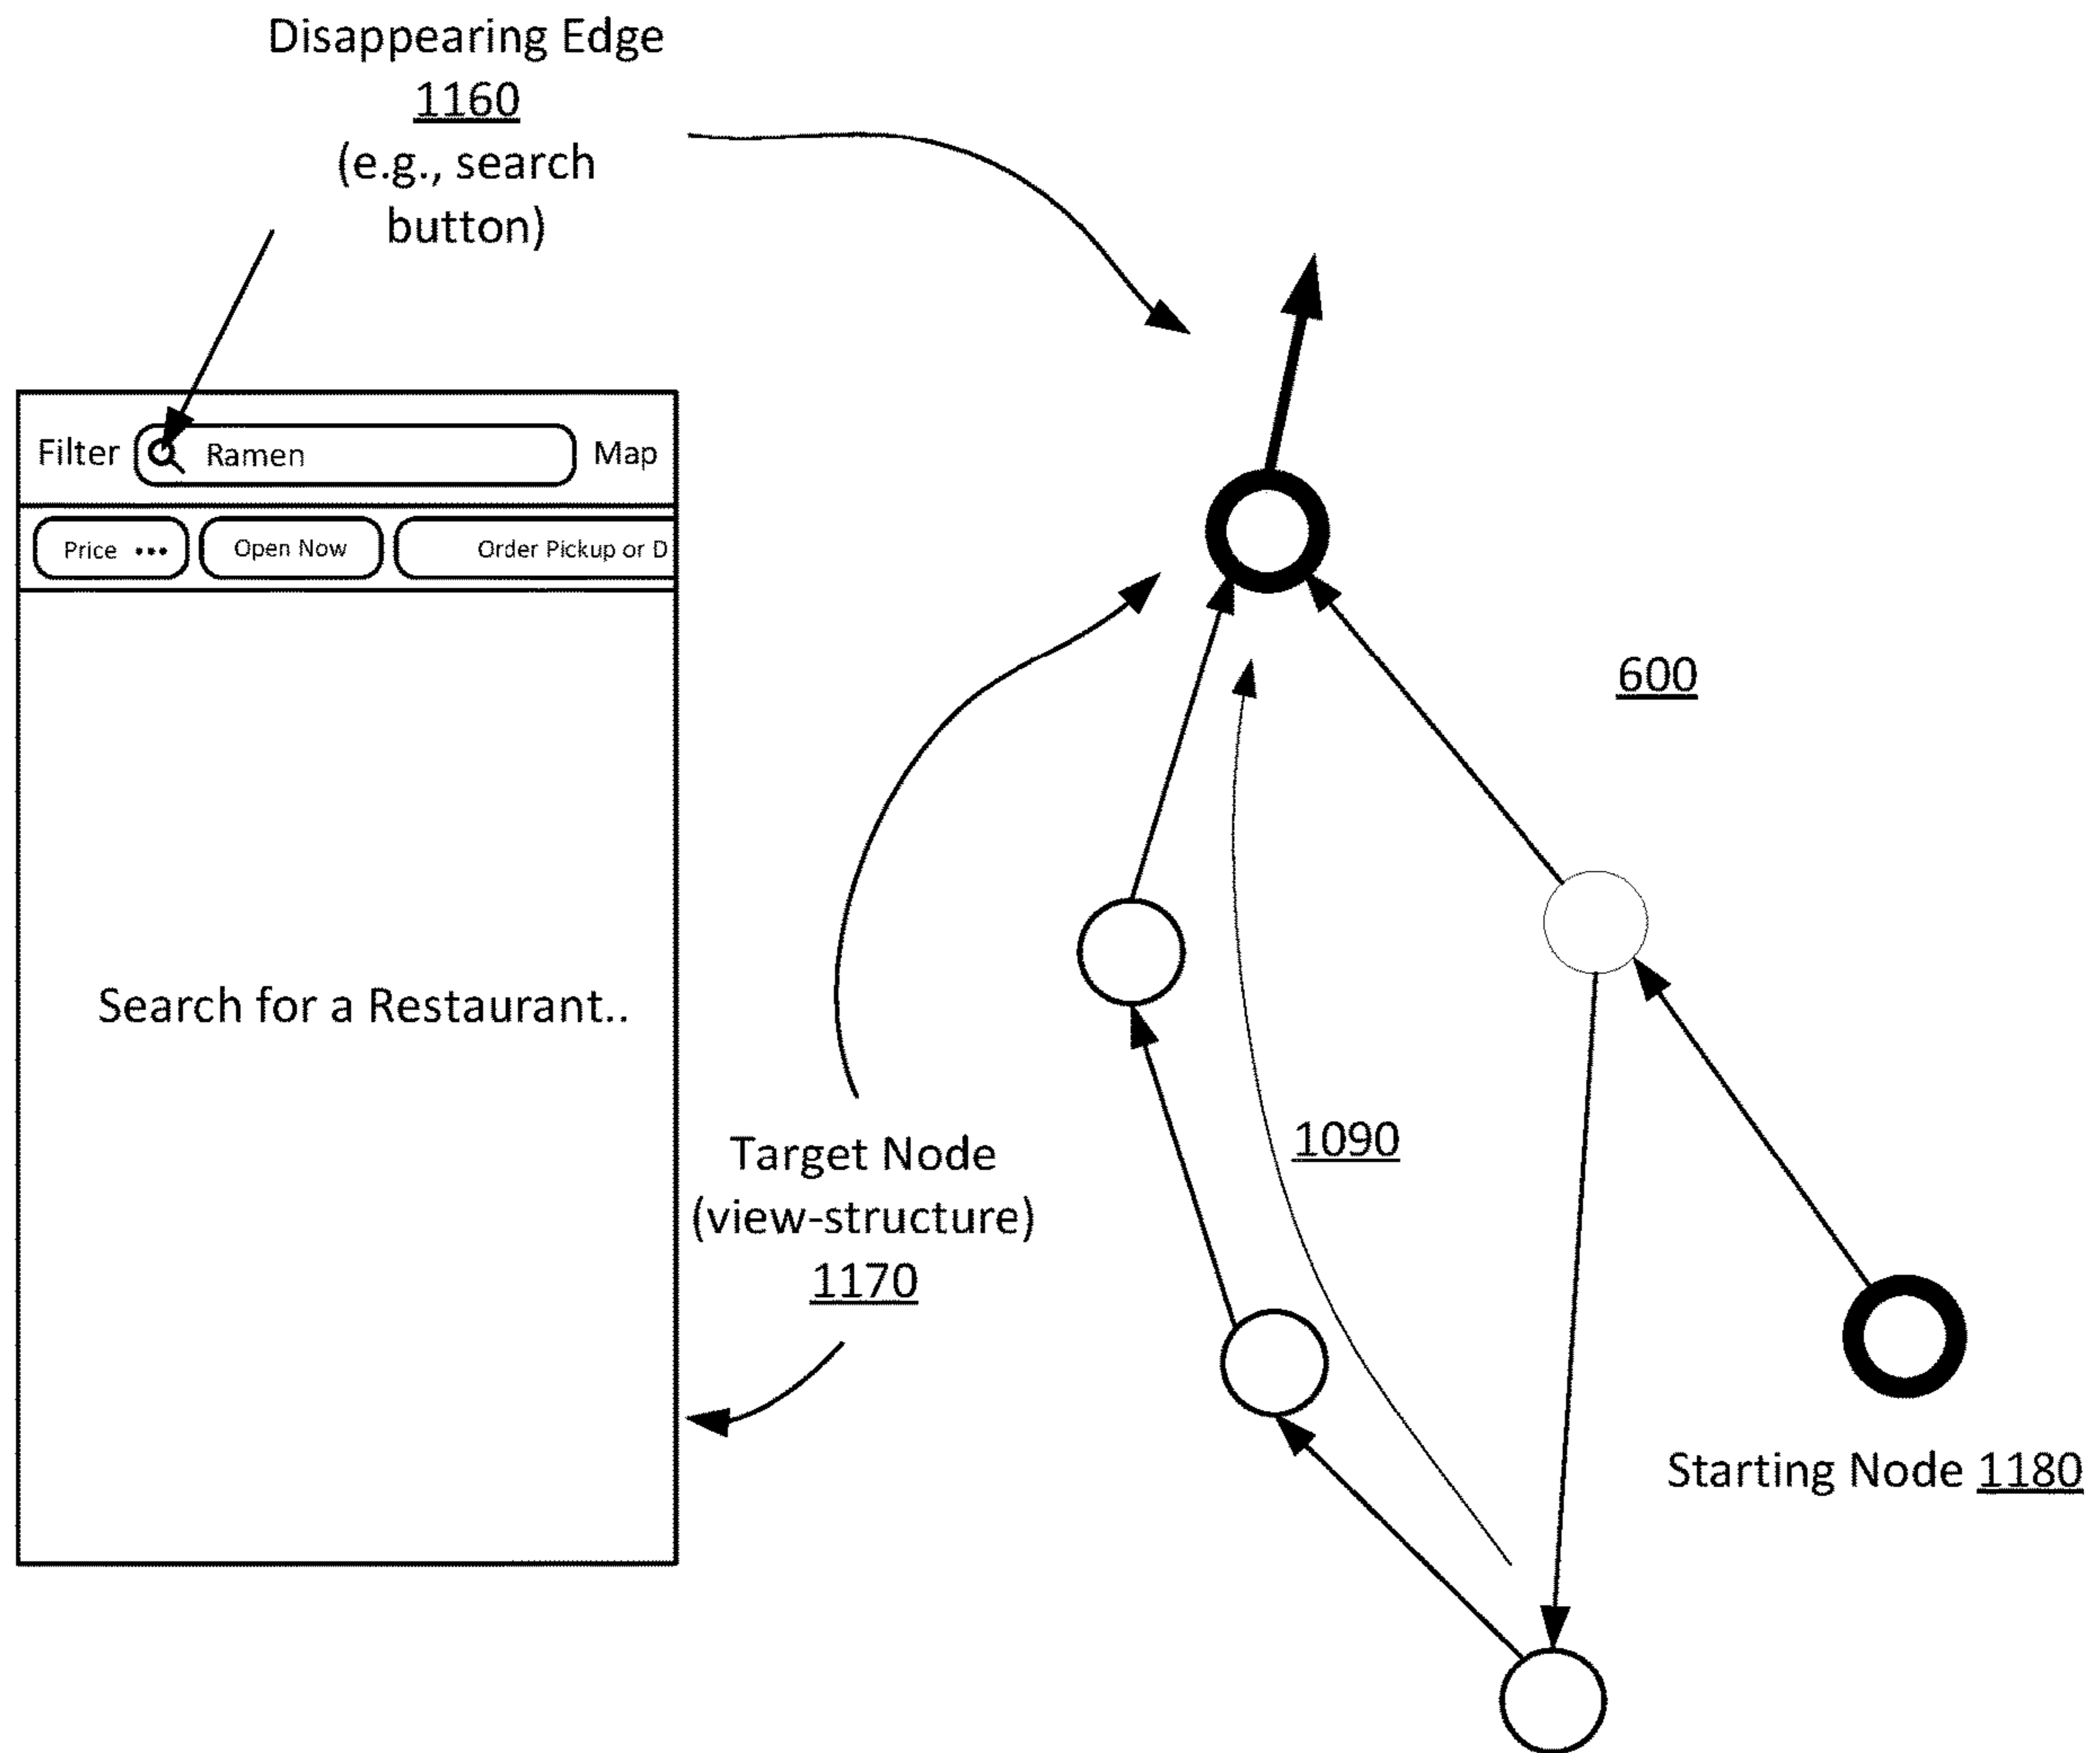 Disappearing Edge
1160
(e.g., search
button)
Filter
Ramen
Map
Price •••
Open Now
Order Pickup or D
Search for a Restaurant..
600
1090
Target Node
(view-structure)
1170
Starting Node 1180